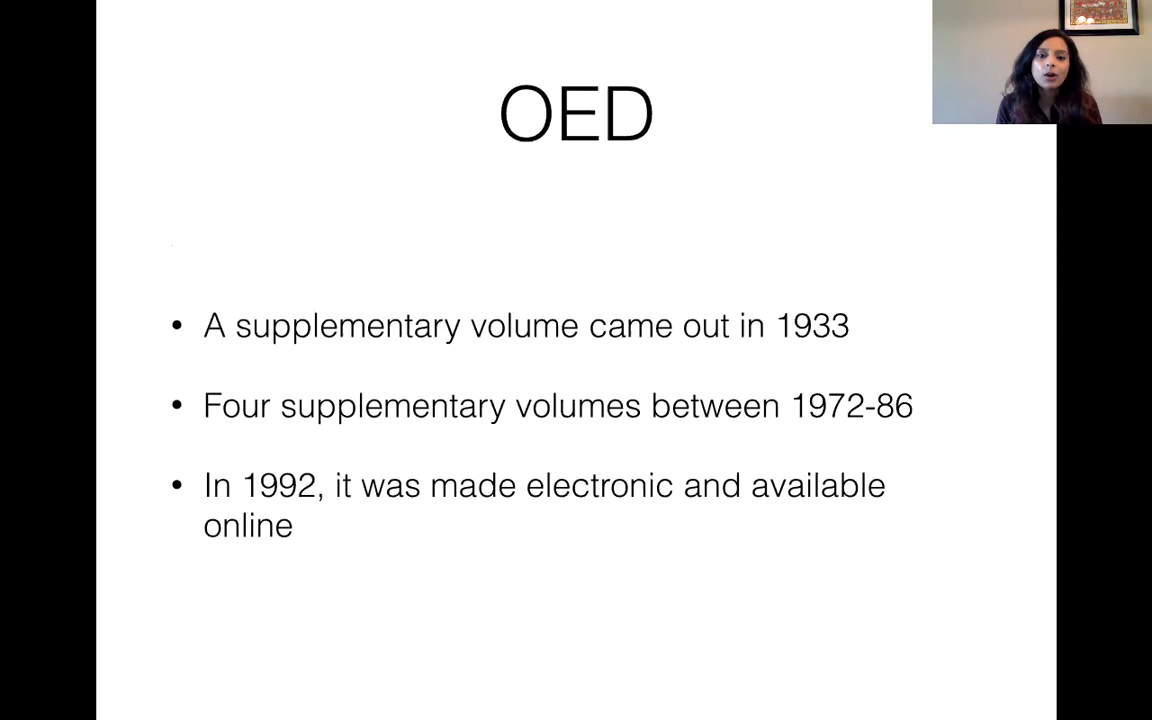 OED
• A supplementary volume came out in 1933
• Four supplementary volumes between 1972-86
• In 1992, it was made electronic and available
online